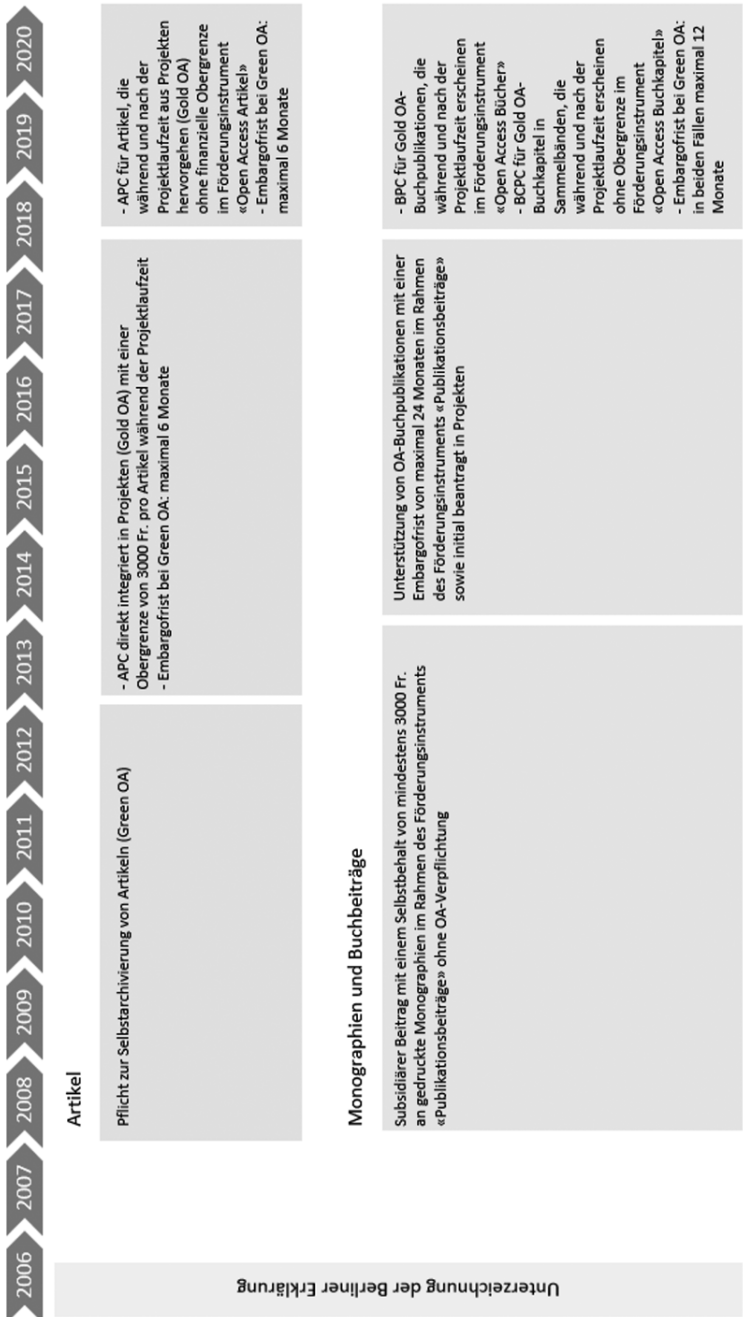 2006
2007
2008
2009
2010
2011
2012
2013
2014
2015
2016
2017
2018
2019
2020
Unterzeichnung der Berliner Erklärung
Artikel
Pflicht zur Selbstarchivierung von Artikeln (Green OA)
- APC direkt integriert in Projekten (Gold OA) mit einer
Obergrenze von 3000 Fr. pro Artikel während der Projektlaufzeit
- Embargofrist bei Green OA: maximal 6 Monate
- APC für Artikel, die
während und nach der
Projektlaufzeit aus Projekten
hervorgehen (Gold OA)
ohne finanzielle Obergrenze
im Förderungsinstrument
«Open Access Artikel»
- Embargofrist bei Green OA:
maximal 6 Monate
Monographien und Buchbeiträge
Subsidiärer Beitrag mit einem Selbstbehalt von mindestens 3000 Fr.
an gedruckte Monographien im Rahmen des Förderungsinstruments
«Publikationsbeiträge» ohne OA-Verpflichtung
Unterstützung von OA-Buchpublikationen mit einer
Embargofrist von maximal 24 Monaten im Rahmen
des Förderungsinstruments «Publikationsbeiträge»
sowie initial beantragt in Projekten
- BPC für Gold OA-
Buchpublikationen, die
während und nach der
Projektlaufzeit erscheinen
im Förderungsinstrument
«Open Access Bücher»
- BCPC für Gold OA-
Buchkapitel in
Sammelbänden, die
während und nach der
Projektlaufzeit erscheinen
ohne Obergrenze im
Förderungsinstrument
«Open Access Buchkapitel»
- Embargofrist bei Green OA:
in beiden Fällen maximal 12
Monate